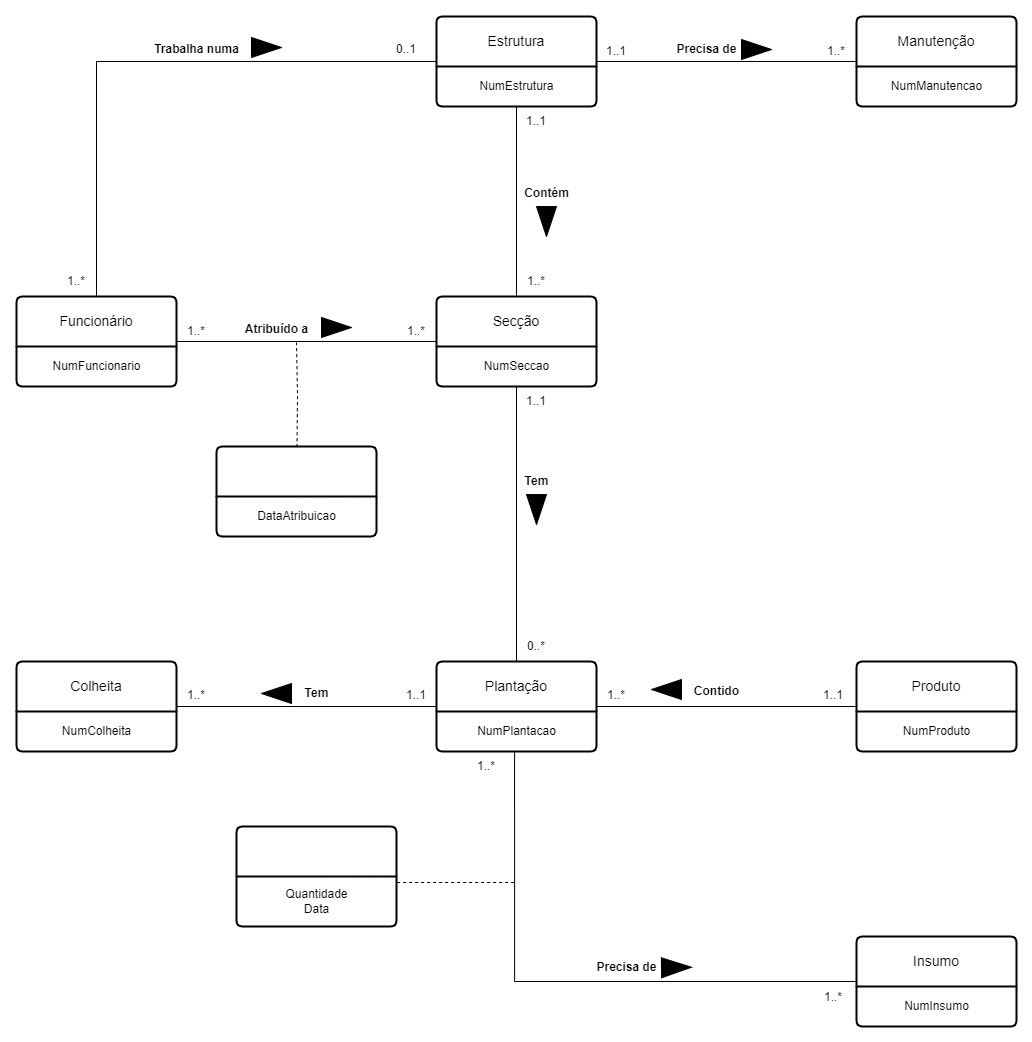 Trabalha numa
0..1
Estrutura
NumEstrutura
1..1
Precisa de
1..*
Manutenção
NumManutencao
1..1
Contém
1..*
1..*
Funcionário
NumFuncionário
1..*
Atribuído a
1..*
Secção
NumSeccao
1..1
DataAtribuicao
Tem
0..*
Colheita
NumColheita
1..*
Tem
1..1
Plantação
NumPlantacao
1..*
Contido
1..1
Produto
NumProduto
1..*
Quantidade
Data
Precisa de
1..*
Insumo
NumInsumo